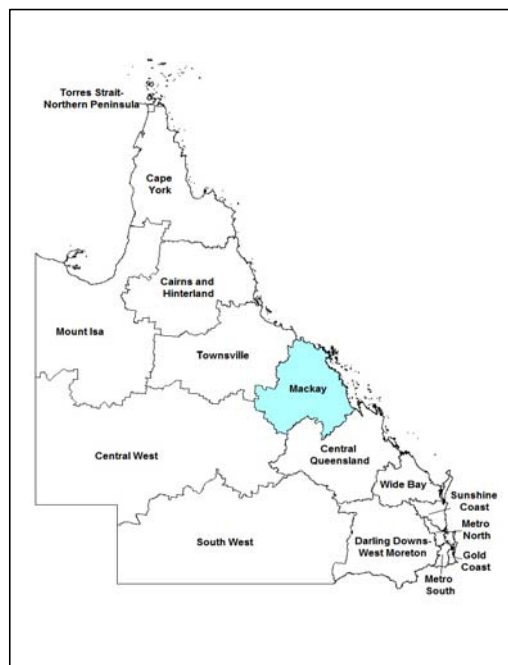 Torres Strait-
Northern Peninsula
Cape
York
Cairns and
Hinterland
Mount Isa
Townsville
Mackay
Central West
Central
Queensland
Wide Bay
Sunshine
Coast
Metro
North
South West
Darling Downs-
West Moreton
Gold
Coast
Metro
South